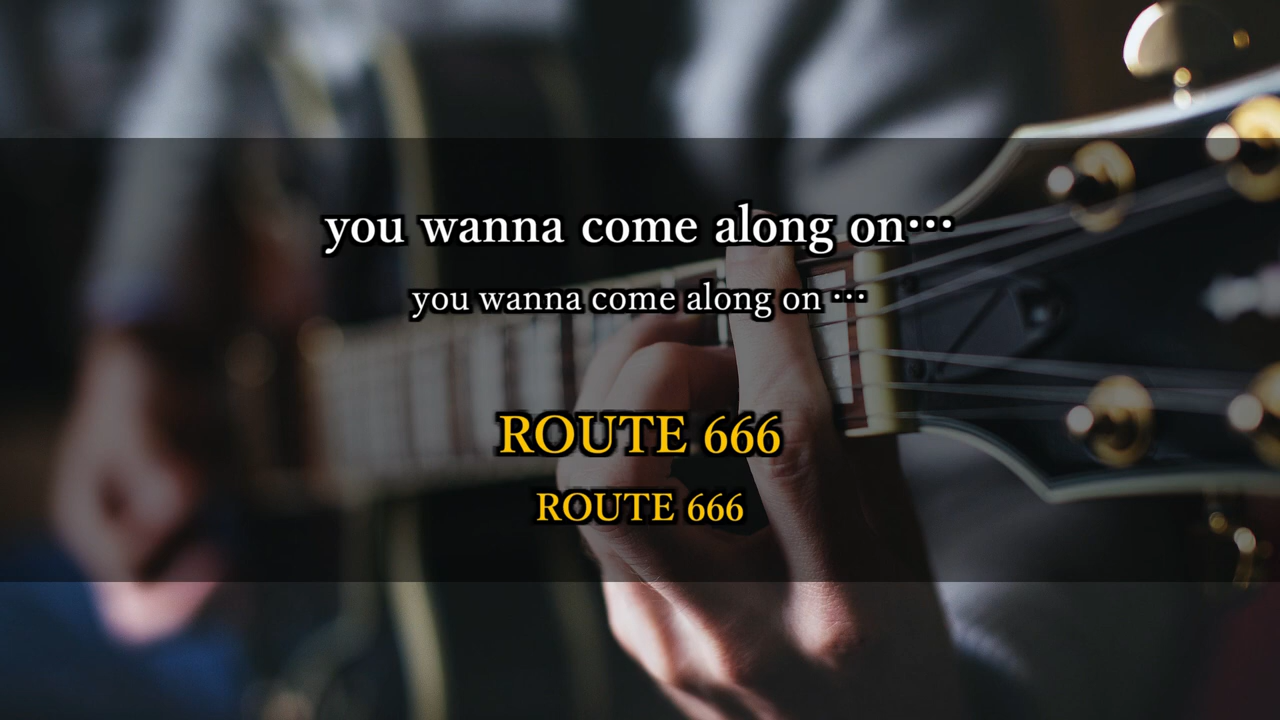 you wanna come along on…
you wanna come along on …
ROUTE 666
ROUTE 666